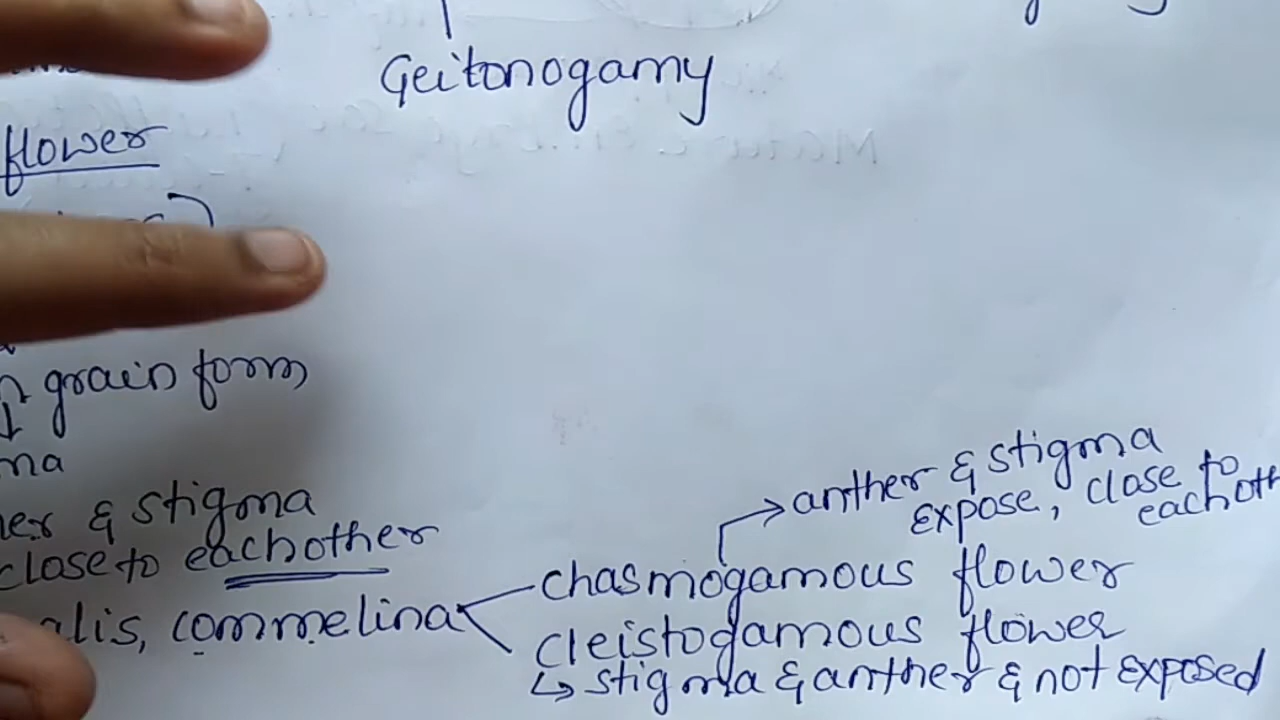 Geitonogamy
flower
grain form
ma
& stigma
close to eachother
alis, commelina
anther & stigma
expose, close to
eachoth
chasmogamous flower
cleistogamous flower
↳ stigma & anther & not exposed